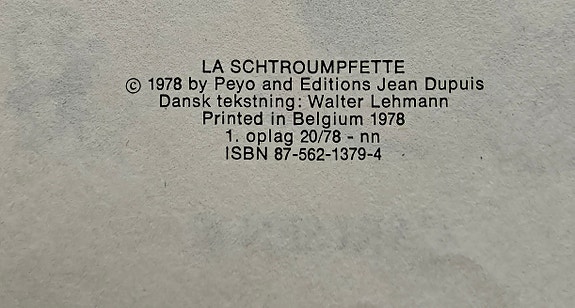 LA SCHTROUMPFETTE
© 1978 by Peyo and Editions Jean Dupuis
Dansk tekstning: Walter Lehmann
Printed in Belgium 1978
1. oplag 20/78 - nn
ISBN 87-562-1379-4